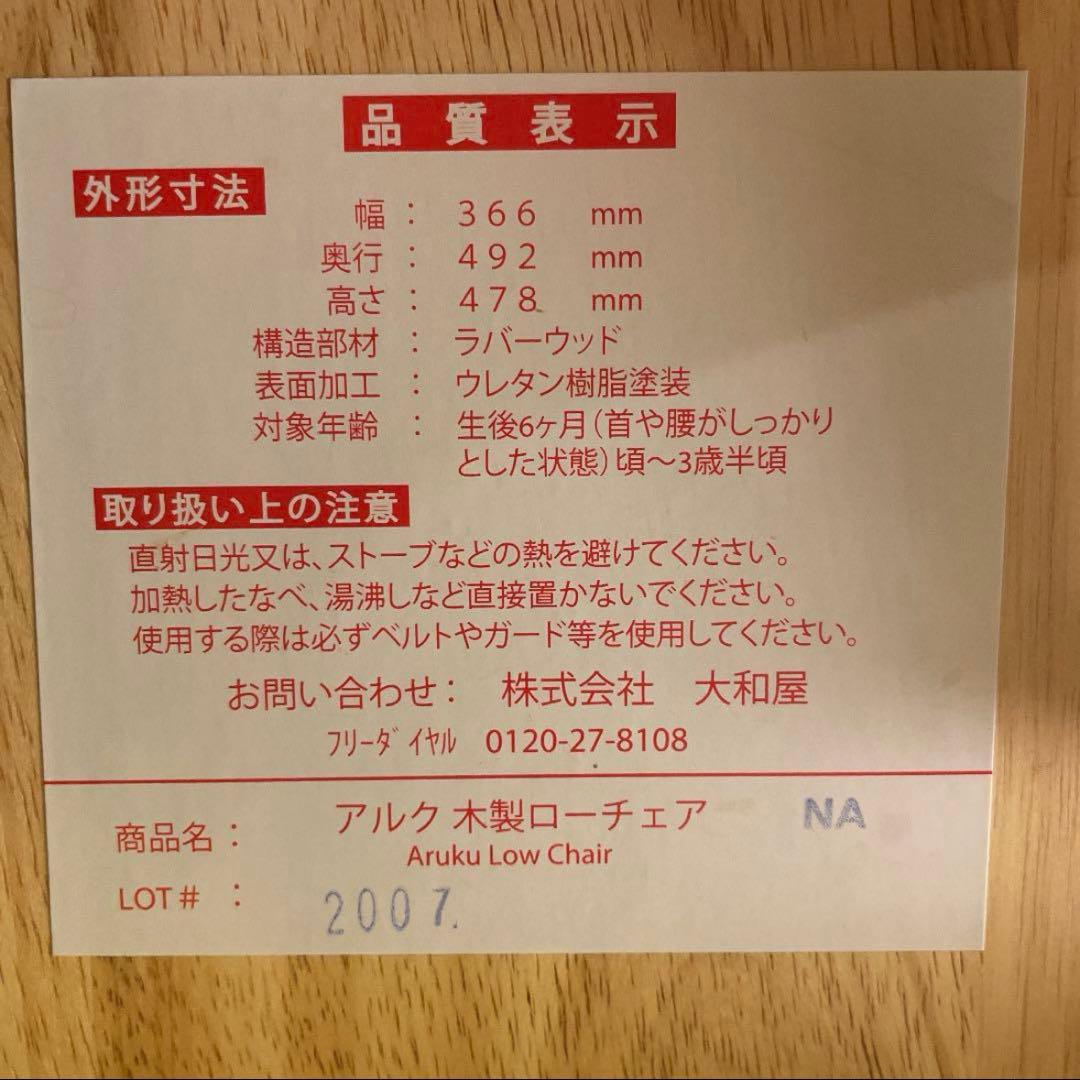 品質表示
外形寸法
幅 : 366 mm
奥行 : 492 mm
高さ : 478 mm
構造部材 : ラバーウッド
表面加工 : ウレタン樹脂塗装
対象年齢 : 生後6ヶ月(首や腰がしっかり
とした状態)頃〜3歳半頃
取り扱い上の注意
直射日光又は、ストーブなどの熱を避けてください。
加熱したなべ、湯沸しなど直接置かないでください。
使用する際は必ずベルトやガード等を使用してください。
お問い合わせ: 株式会社 大和屋
フリーダイヤル 0120-27-8108
商品名: アルク 木製ローチェア NA
Aruku Low Chair
LOT# : 2007.